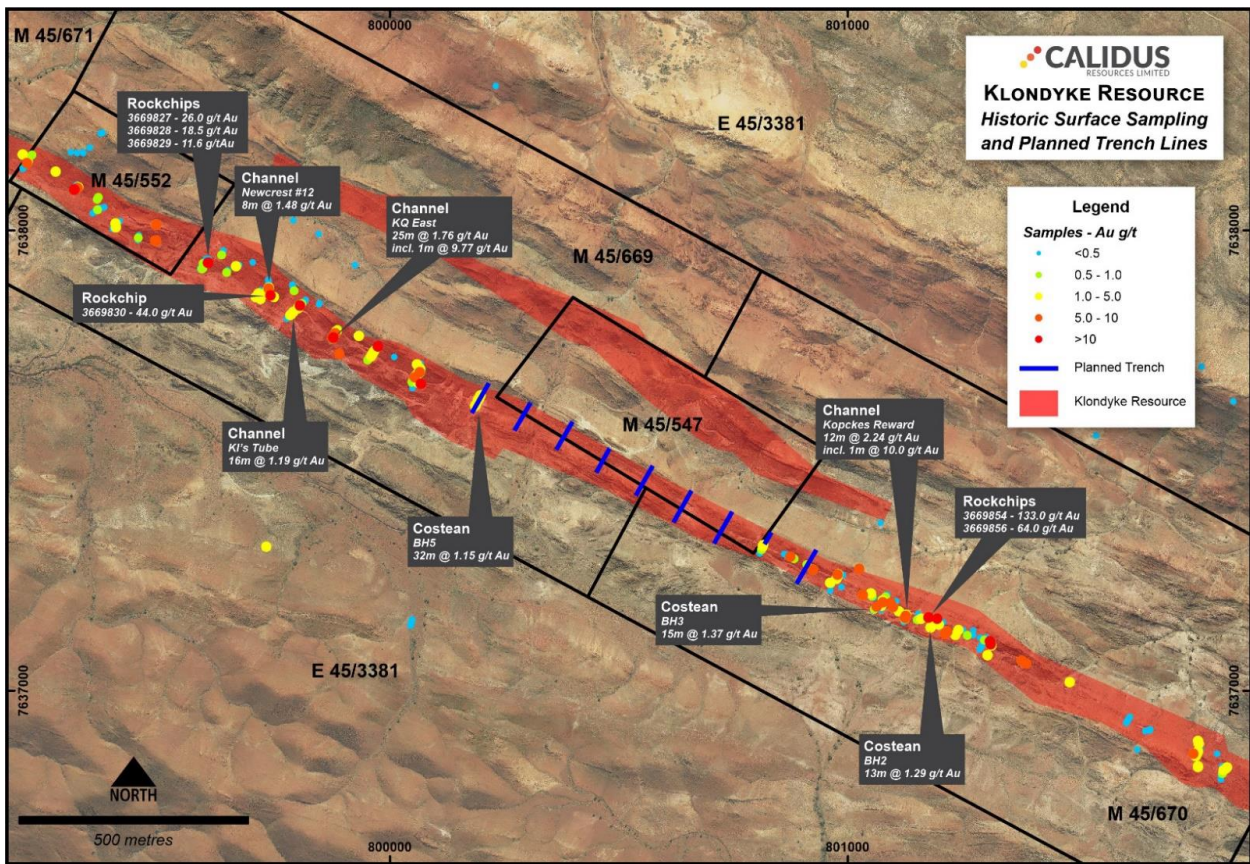 800000
801000
M 45/671
CALIDUS
RESOURCES LIMITED
KLONDYKE RESOURCE
Historic Surface Sampling
and Planned Trench Lines
Rockchips
3669827 - 26.0 g/t Au
3669828 - 18.5 g/t Au
3669829 - 11.6 g/tAu
E 45/3381
M 45/552
Channel
Newcrest #12
8m @ 1.48 g/t Au
Channel
KQ East
25m @ 1.76 g/t Au
incl. 1m @ 9.77 g/t Au
Legend
Samples - Au g/t
<0.5
0.5 - 1.0
1.0 - 5.0
5.0 - 10
>10
Planned Trench
Klondyke Resource
7638000
7638000
M 45/669
Rockchip
3669830 - 44.0 g/t Au
M 45/547
Channel
Kopckes Reward
12m @ 2.24 g/t Au
incl. 1m @ 10.0 g/t Au
Channel
KI's Tube
16m @ 1.19 g/t Au
Rockchips
3669854 - 133.0 g/t Au
3669856 - 64.0 g/t Au
Costean
BH5
32m @ 1.15 g/t Au
Costean
BH3
15m @ 1.37 g/t Au
E 45/3381
7637000
7637000
Costean
BH2
13m @ 1.29 g/t Au
NORTH
500 metres
M 45/670
800000
801000